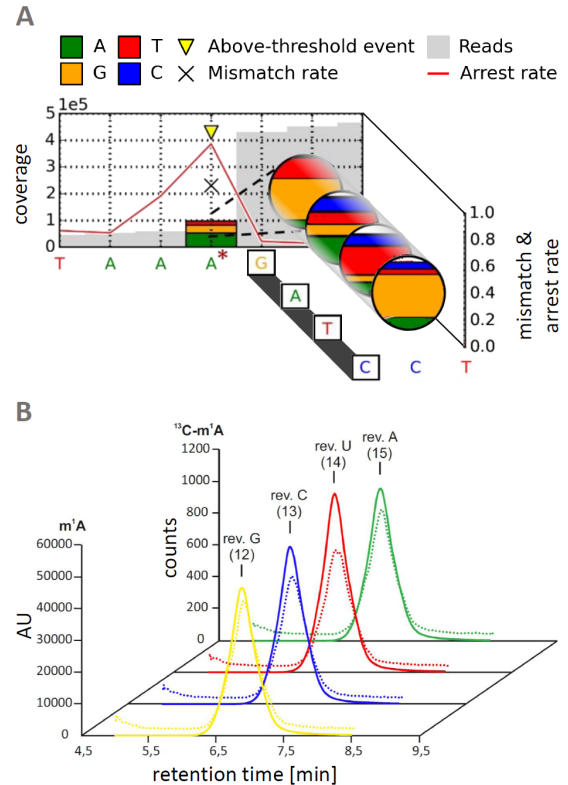 A
A T Above-threshold event Reads
G C Mismatch rate Arrest rate
1e5
coverage
5
4
3
2
1
0
1.0
0.8
0.6
0.4
0.2
0.0
mismatch &
arrest rate
T A A A* G
A
T
C C T
B
¹³C-m¹A
m¹A
rev. G
(12)
rev. C
(13)
rev. U
(14)
rev. A
(15)
counts
1200
1000
800
600
400
200
0
AU
60000
50000
40000
30000
20000
10000
0
4,5 5,5 6,5 7,5 8,5 9,5
retention time [min]